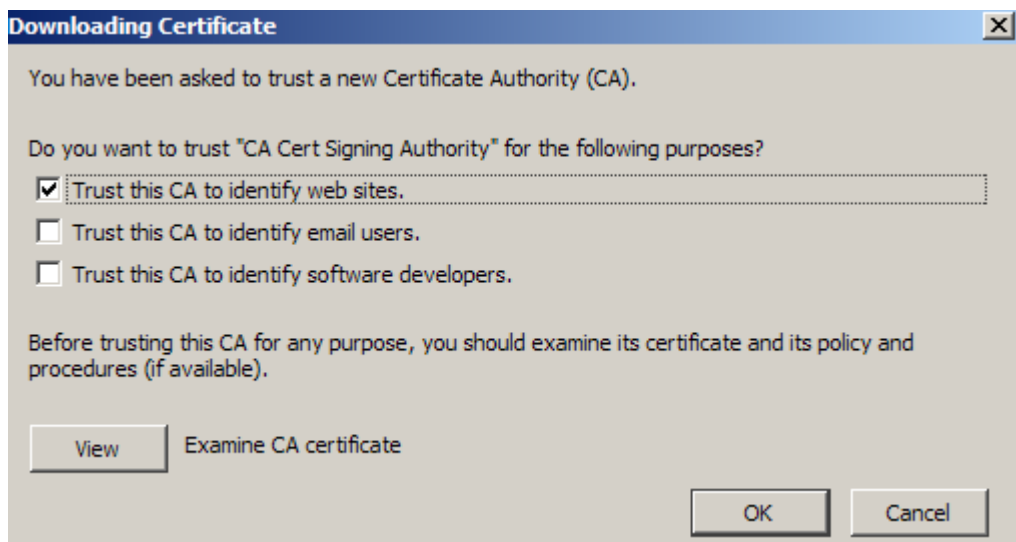 Downloading Certificate
You have been asked to trust a new Certificate Authority (CA).
Do you want to trust "CA Cert Signing Authority" for the following purposes?
Trust this CA to identify web sites.
Trust this CA to identify email users.
Trust this CA to identify software developers.
Before trusting this CA for any purpose, you should examine its certificate and its policy and
procedures (if available).
View Examine CA certificate
OK Cancel